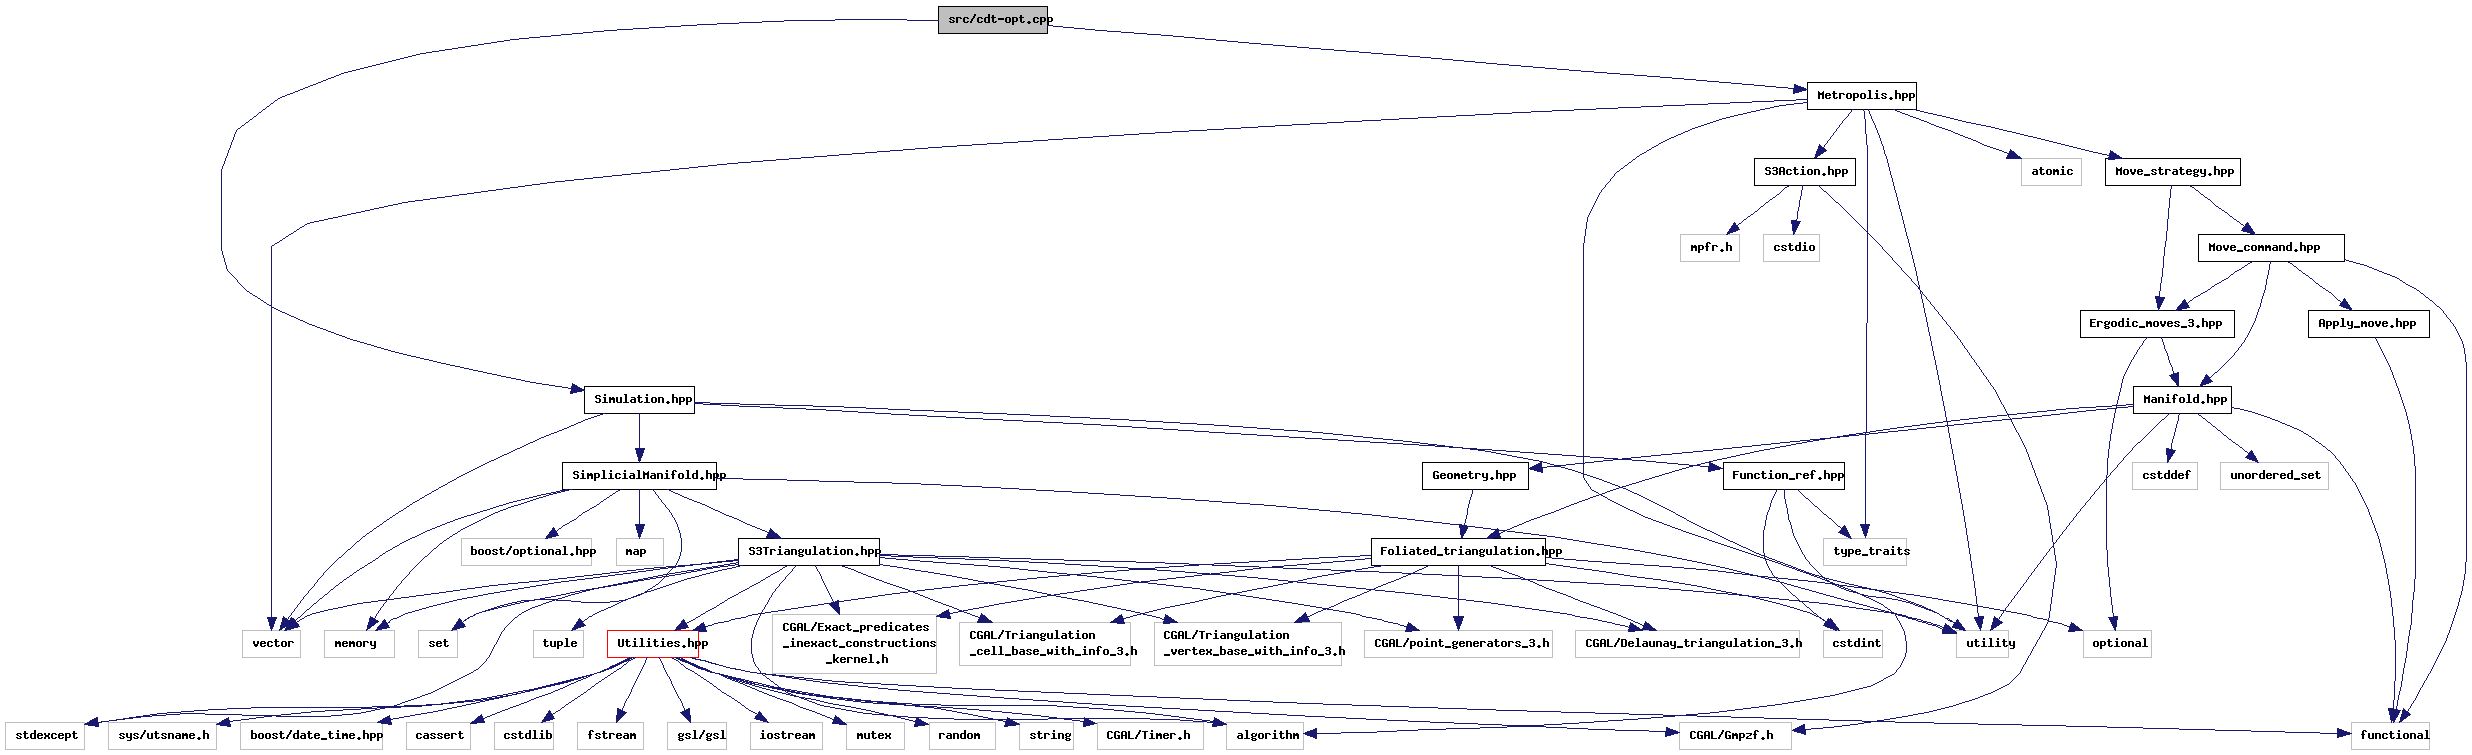 src/cdt-opt.cpp
Metropolis.hpp
S3Action.hpp
atomic
Move_strategy.hpp
mpfr.h
cstdio
Move_command.hpp
Ergodic_moves_3.hpp
Apply_move.hpp
Simulation.hpp
Manifold.hpp
SimplicialManifold.hpp
Geometry.hpp
Function_ref.hpp
cstddef
unordered_set
boost/optional.hpp
map
S3Triangulation.hpp
Foliated_triangulation.hpp
type_traits
vector
memory
set
tuple
Utilities.hpp
CGAL/Exact_predicates
_inexact_constructions
_kernel.h
CGAL/Triangulation
_cell_base_with_info_3.h
CGAL/Triangulation
_vertex_base_with_info_3.h
CGAL/point_generators_3.h
CGAL/Delaunay_triangulation_3.h
cstdint
utility
optional
stdexcept
sys/utsname.h
boost/date_time.hpp
cassert
cstdlib
fstream
gsl/gsl
iostream
mutex
random
string
CGAL/Timer.h
algorithm
CGAL/Gmpzf.h
functional